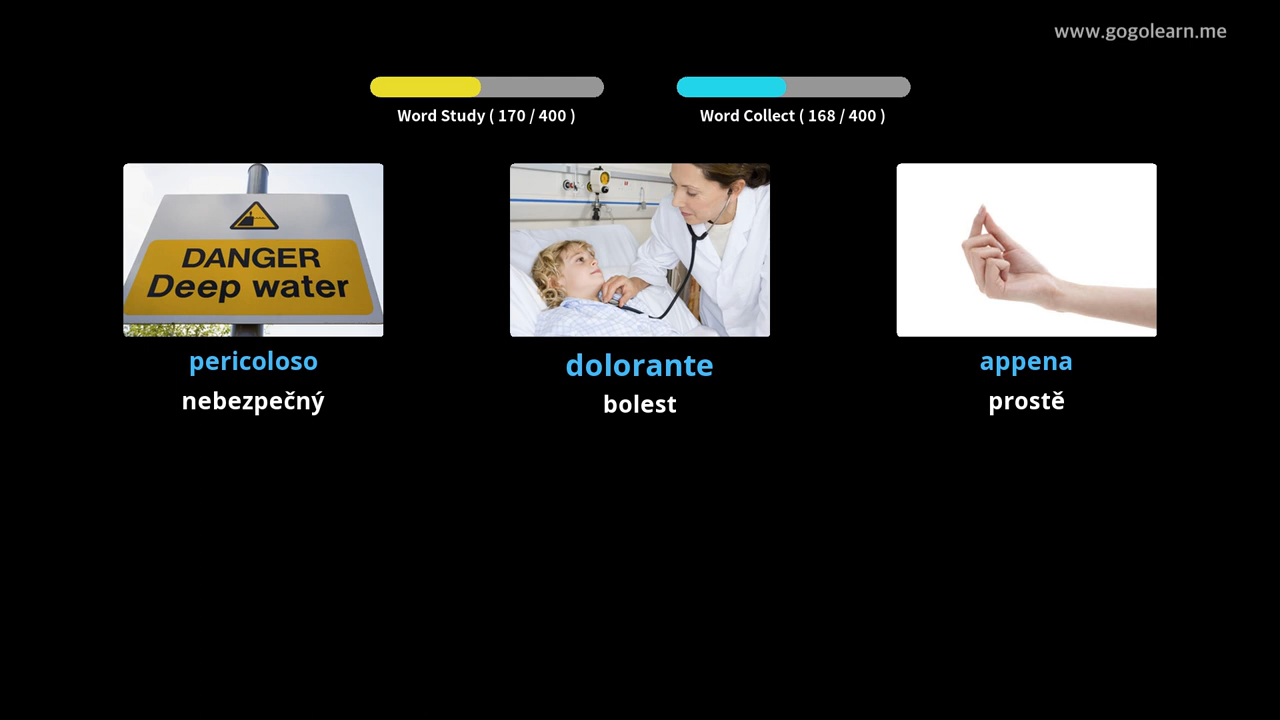 www.gogolearn.me
Word Study ( 170 / 400 )
Word Collect ( 168 / 400 )
DANGER
Deep water
pericoloso
dolorante
appena
nebezpečný
bolest
prostě